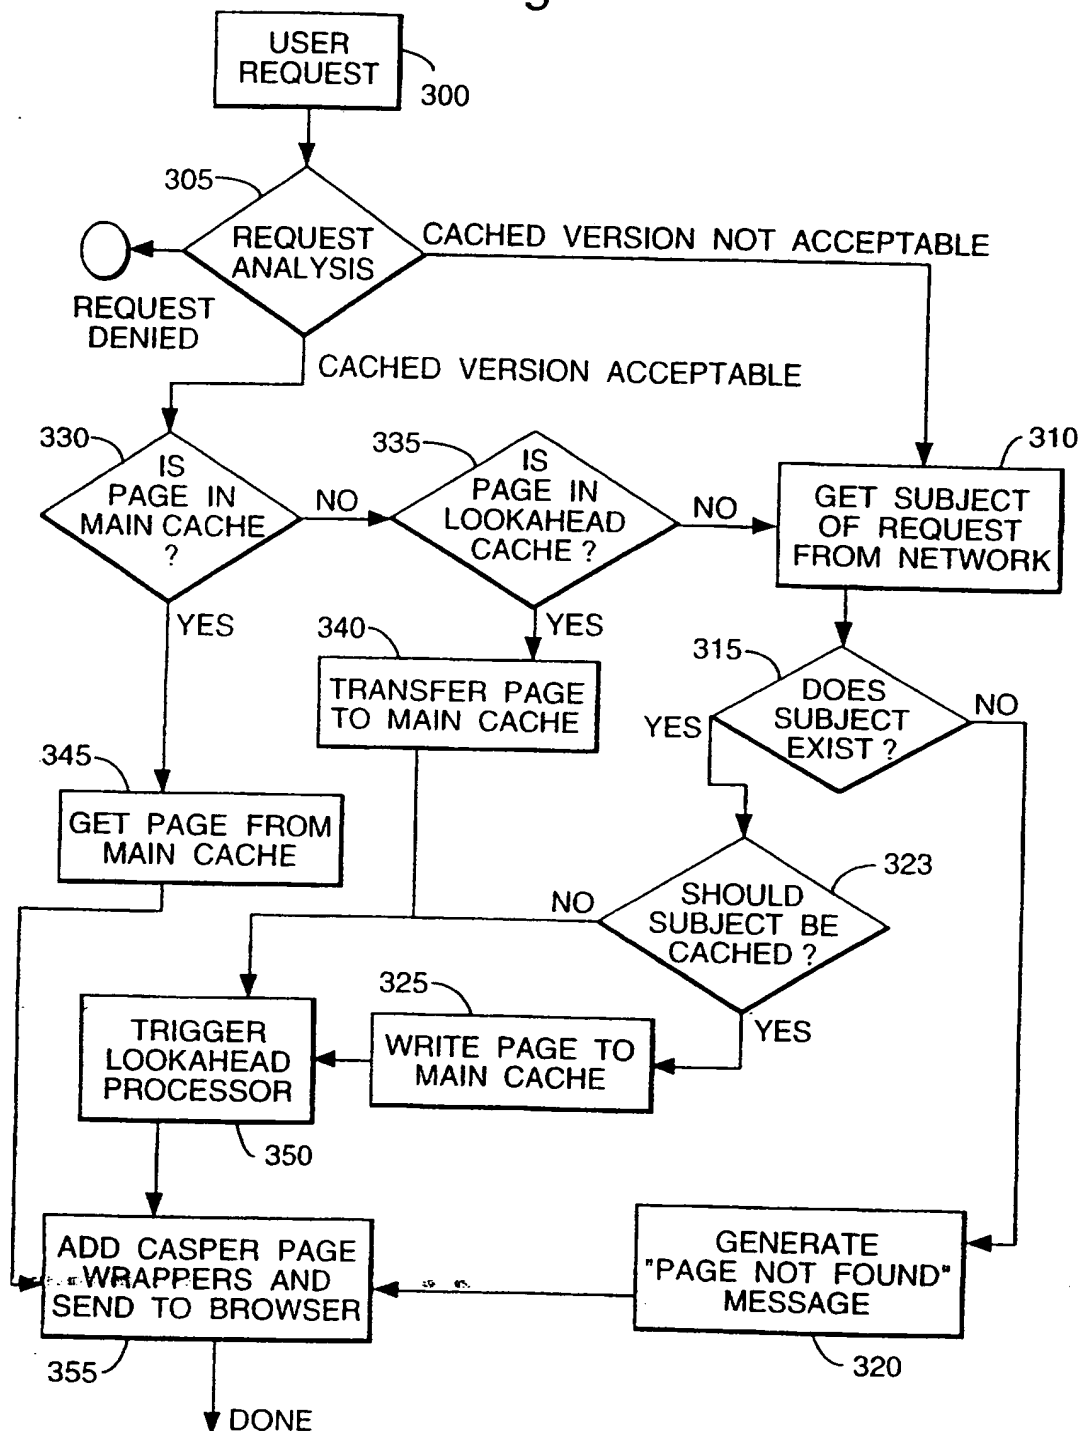 USER
REQUEST
300
305
REQUEST
ANALYSIS
CACHED VERSION NOT ACCEPTABLE
REQUEST
DENIED
CACHED VERSION ACCEPTABLE
330
IS
PAGE IN
MAIN CACHE
?
NO
335
IS
PAGE IN
LOOKAHEAD
CACHE ?
NO
310
GET SUBJECT
OF REQUEST
FROM NETWORK
YES
340
YES
TRANSFER PAGE
TO MAIN CACHE
315
DOES
SUBJECT
EXIST ?
YES
NO
345
GET PAGE FROM
MAIN CACHE
323
SHOULD
SUBJECT BE
CACHED ?
NO
YES
325
WRITE PAGE TO
MAIN CACHE
TRIGGER
LOOKAHEAD
PROCESSOR
350
ADD CASPER PAGE
WRAPPERS AND
SEND TO BROWSER
355
GENERATE
"PAGE NOT FOUND"
MESSAGE
320
DONE